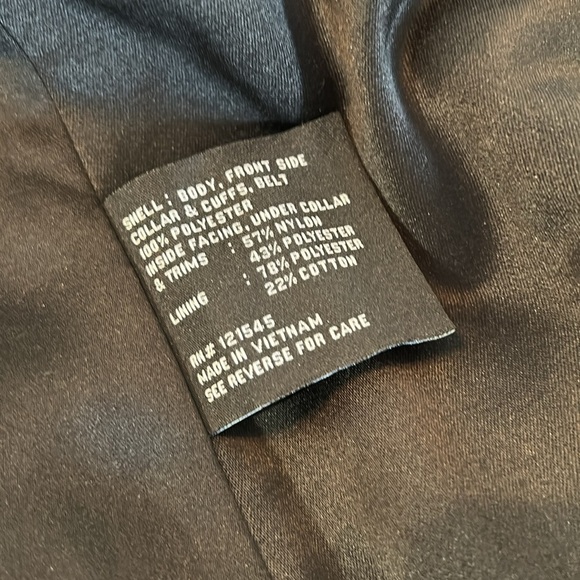 SHELL: BODY, FRONT SIDE
COLLAR & CUFFS, BELT
100% POLYESTER
INSIDE FACING, UNDER COLLAR
& TRIMS : 57% NYLON
43% POLYESTER
LINING : 78% POLYESTER
22% COTTON
RN# 121545
MADE IN VIETNAM
SEE REVERSE FOR CARE